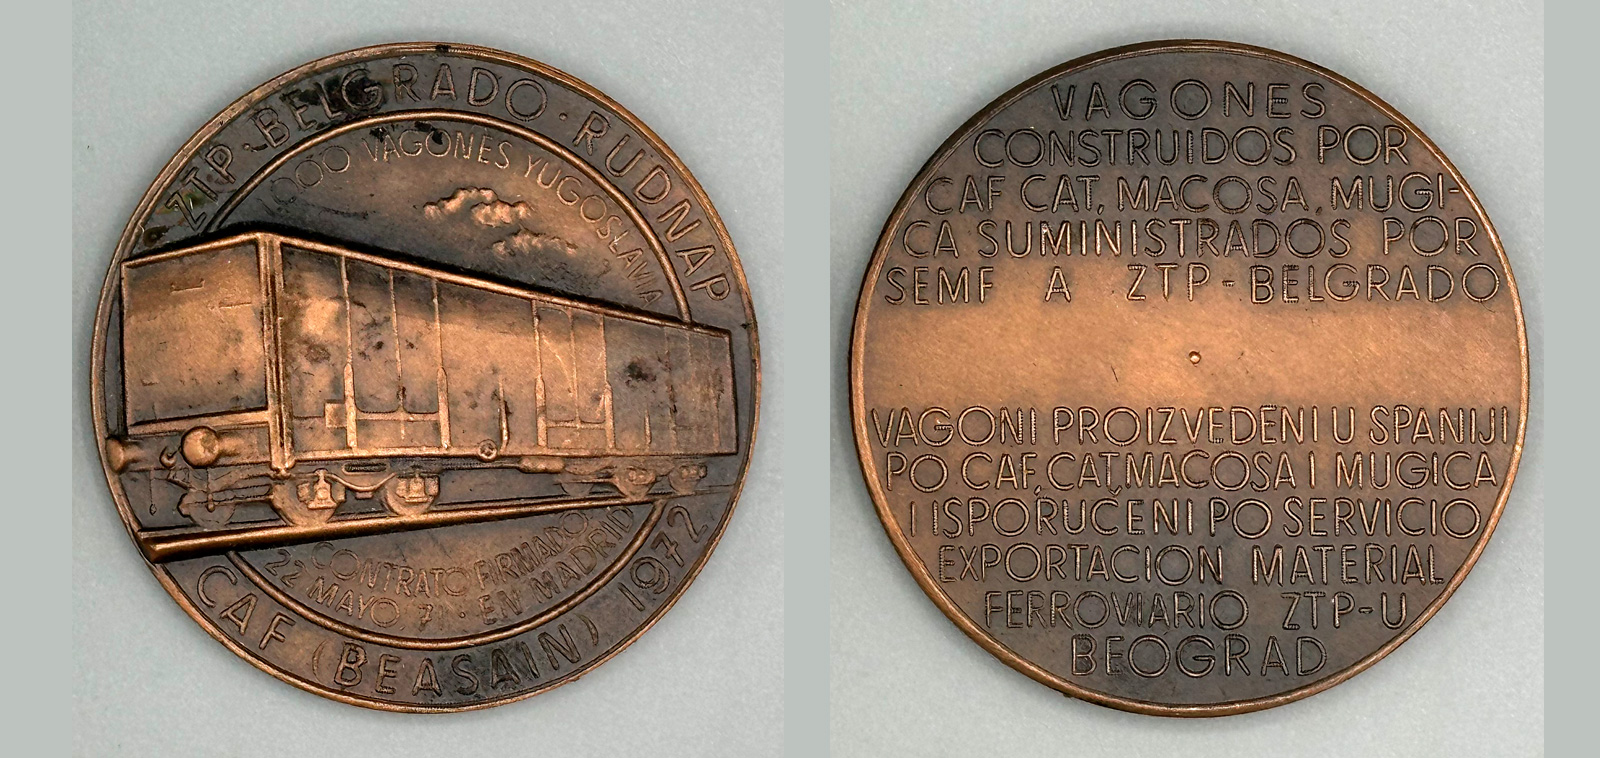 ZTP-BELGRADO·RUDNAP
VAGONES YUGOSLAVIA
CONTRATO FIRMADO
22 MAYO '71·EN MADRID
CAF (BEASAIN) 1972
VAGONES
CONSTRUIDOS POR
CAF CAT, MACOSA, MUGI-
CA SUMINISTRADOS POR
SEMF A ZTP-BELGRADO
VAGONI PROIZVEDENI U SPANIJI
PO CAF, CAT, MACOSA I MUGICA
I ISPORUČENI PO SERVICIO
EXPORTACION MATERIAL
FERROVIARIO ZTP-U
BEOGRAD